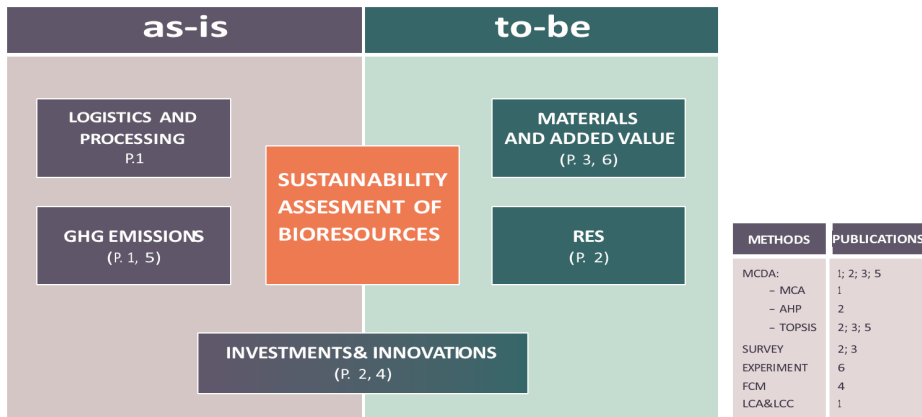 as-is
to-be
LOGISTICS AND
PROCESSING
P.1
GHG EMISSIONS
(P. 1, 5)
SUSTAINABILITY
ASSESMENT OF
BIORESOURCES
MATERIALS
AND ADDED VALUE
(P. 3, 6)
RES
(P. 2)
INVESTMENTS& INNOVATIONS
(P. 2, 4)
METHODS PUBLICATIONS
MCDA: 1; 2; 3; 5
– MCA 1
– AHP 2
– TOPSIS 2; 3; 5
SURVEY 2; 3
EXPERIMENT 6
FCM 4
LCA&LCC 1